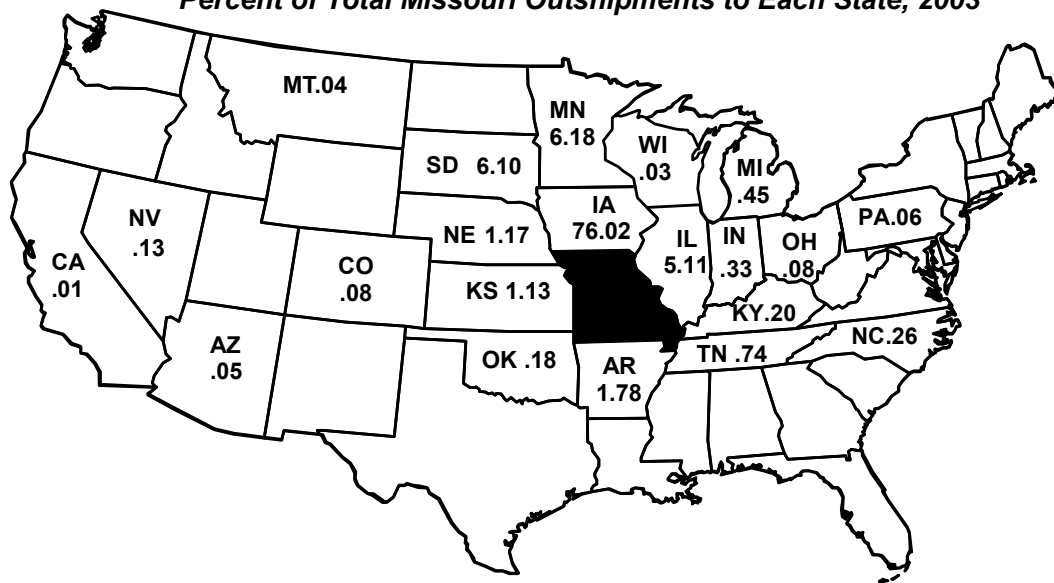 Percent of Total Missouri Outshipments to Each State, 2003
MT.04
MN
6.18
WI
.03
MI
.45
SD 6.10
IA
76.02
NE 1.17
IL
5.11
IN
.33
OH
.08
PA.06
NV
.13
CA
.01
CO
.08
KS 1.13
KY.20
AZ
.05
OK .18
AR
1.78
TN .74
NC.26